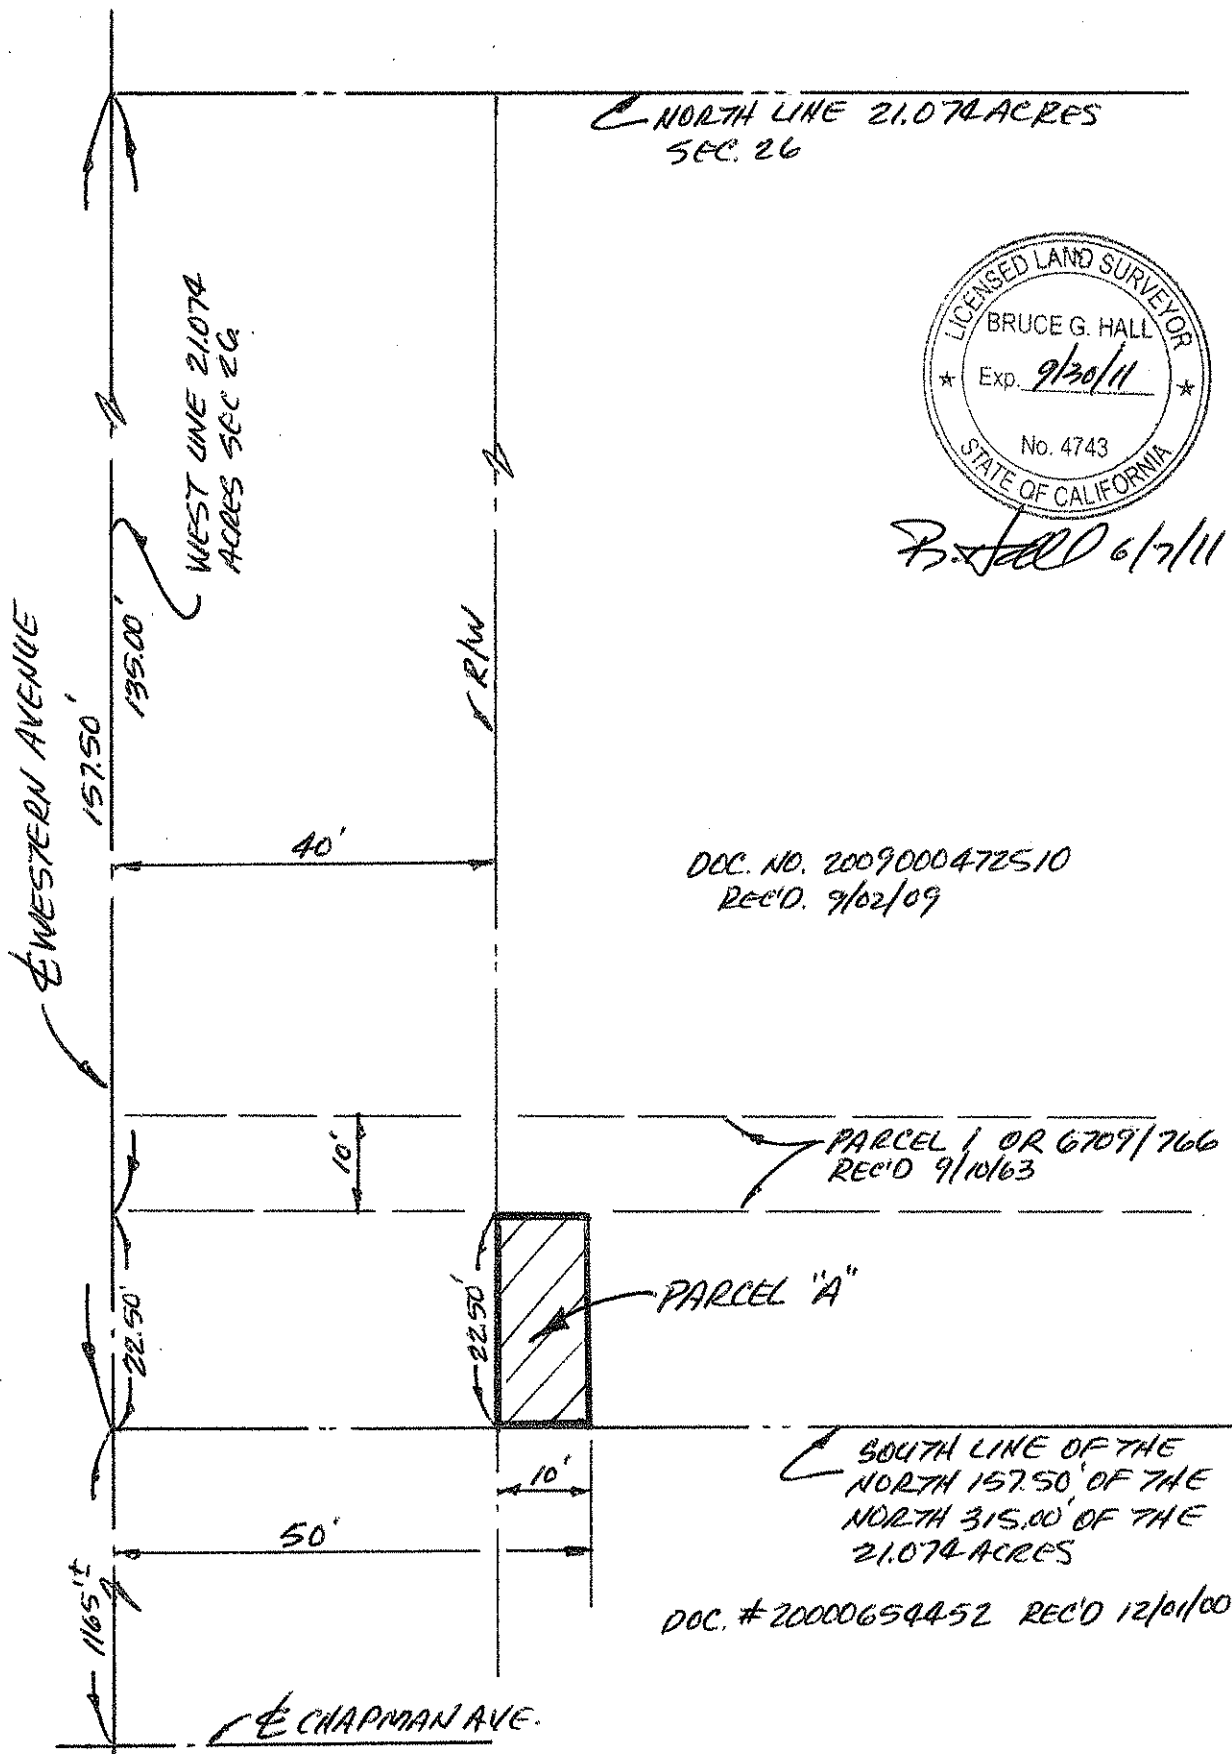 NORTH LINE 21.074 ACRES
SEC. 26
LICENSED LAND SURVEYOR
BRUCE G. HALL
Exp. 9/30/11
No. 4743
STATE OF CALIFORNIA
B. Hall 6/7/11
WEST LINE 21.074
ACRES SEC 26
℄ WESTERN AVENUE
157.50'
135.00'
R/W
40'
DOC. NO. 2009000472510
REC'D. 9/02/09
10'
PARCEL 1 OR 6709/766
REC'D 9/10/63
22.50'
22.50'
PARCEL "A"
SOUTH LINE OF THE
NORTH 157.50' OF THE
NORTH 315.00' OF THE
21.074 ACRES
10'
50'
1165'±
DOC. # 20000654452 REC'D 12/01/00
℄ CHAPMAN AVE.